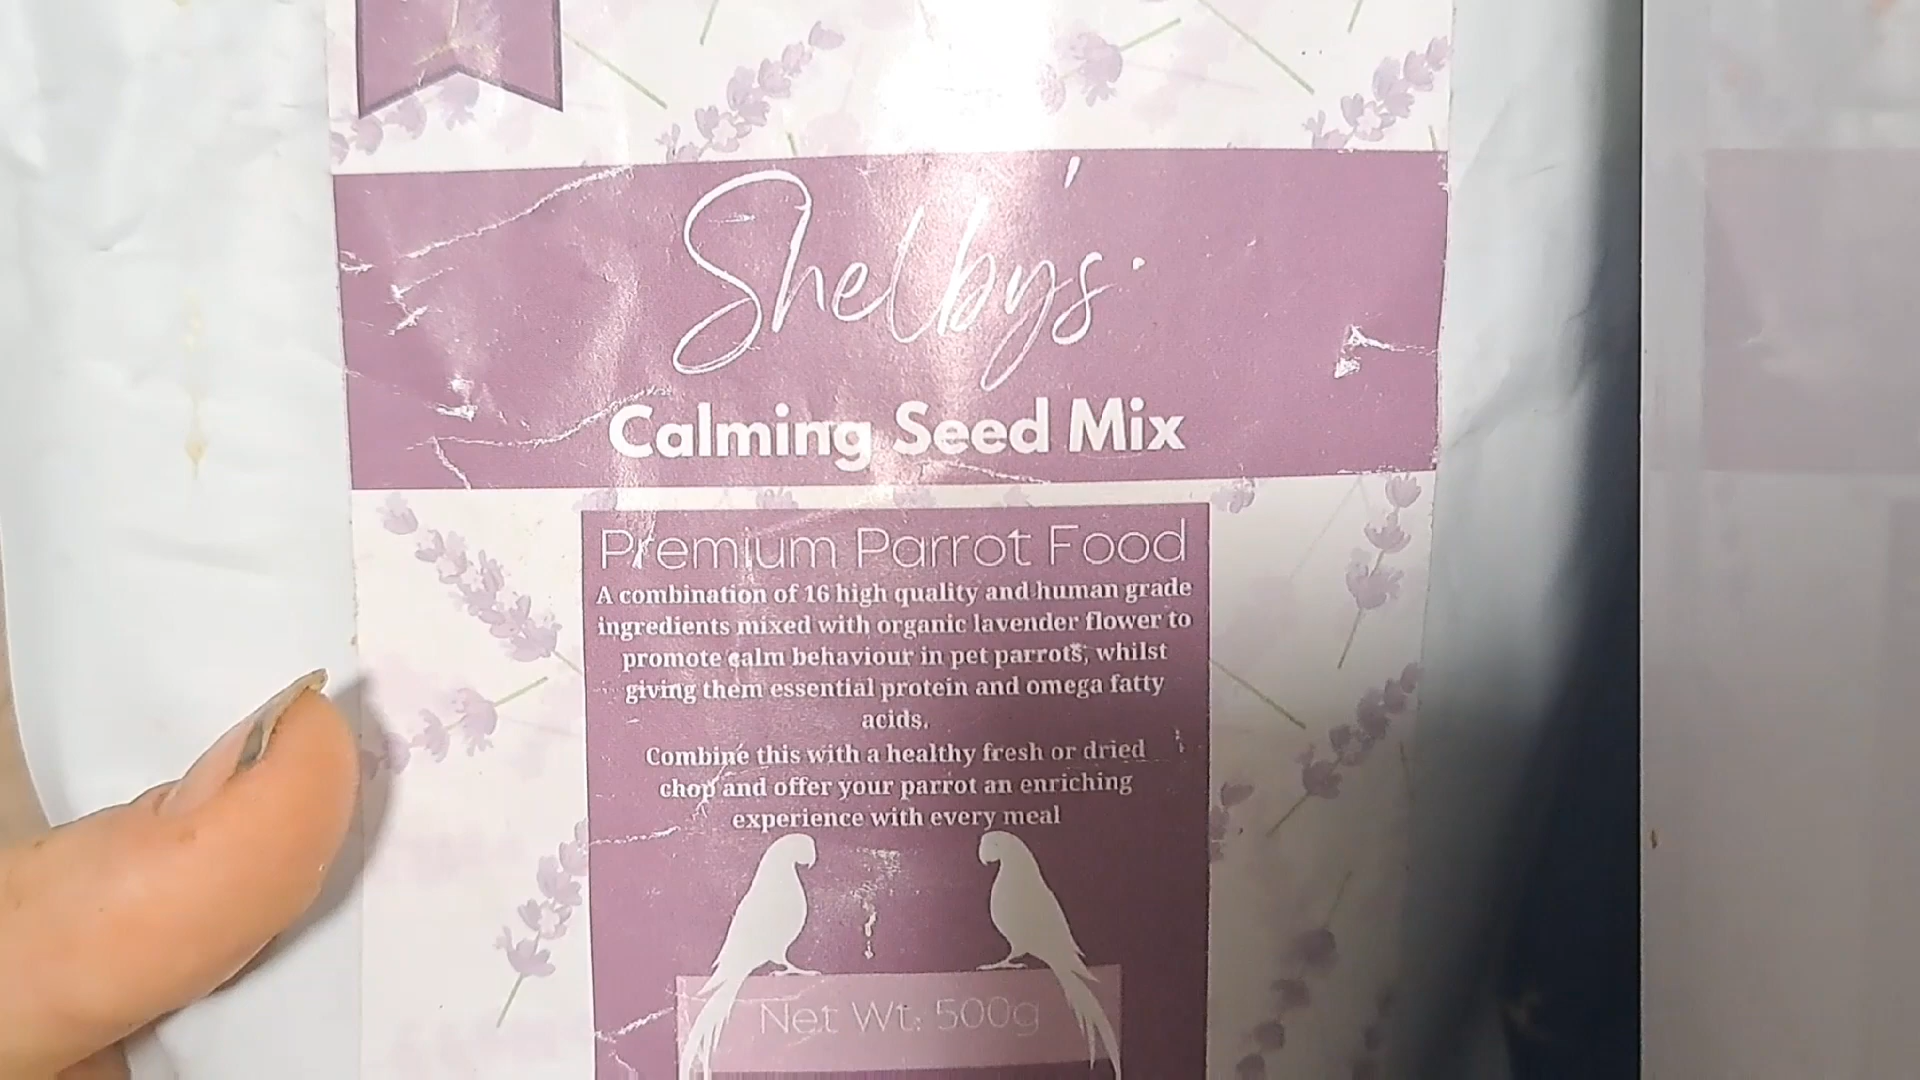 Shelby's
Calming Seed Mix
Premium Parrot Food
A combination of 16 high quality and human grade
ingredients mixed with organic lavender flower to
promote calm behaviour in pet parrots, whilst
giving them essential protein and omega fatty
acids.
Combine this with a healthy fresh or dried
chop and offer your parrot an enriching
experience with every meal
Net Wt: 500g